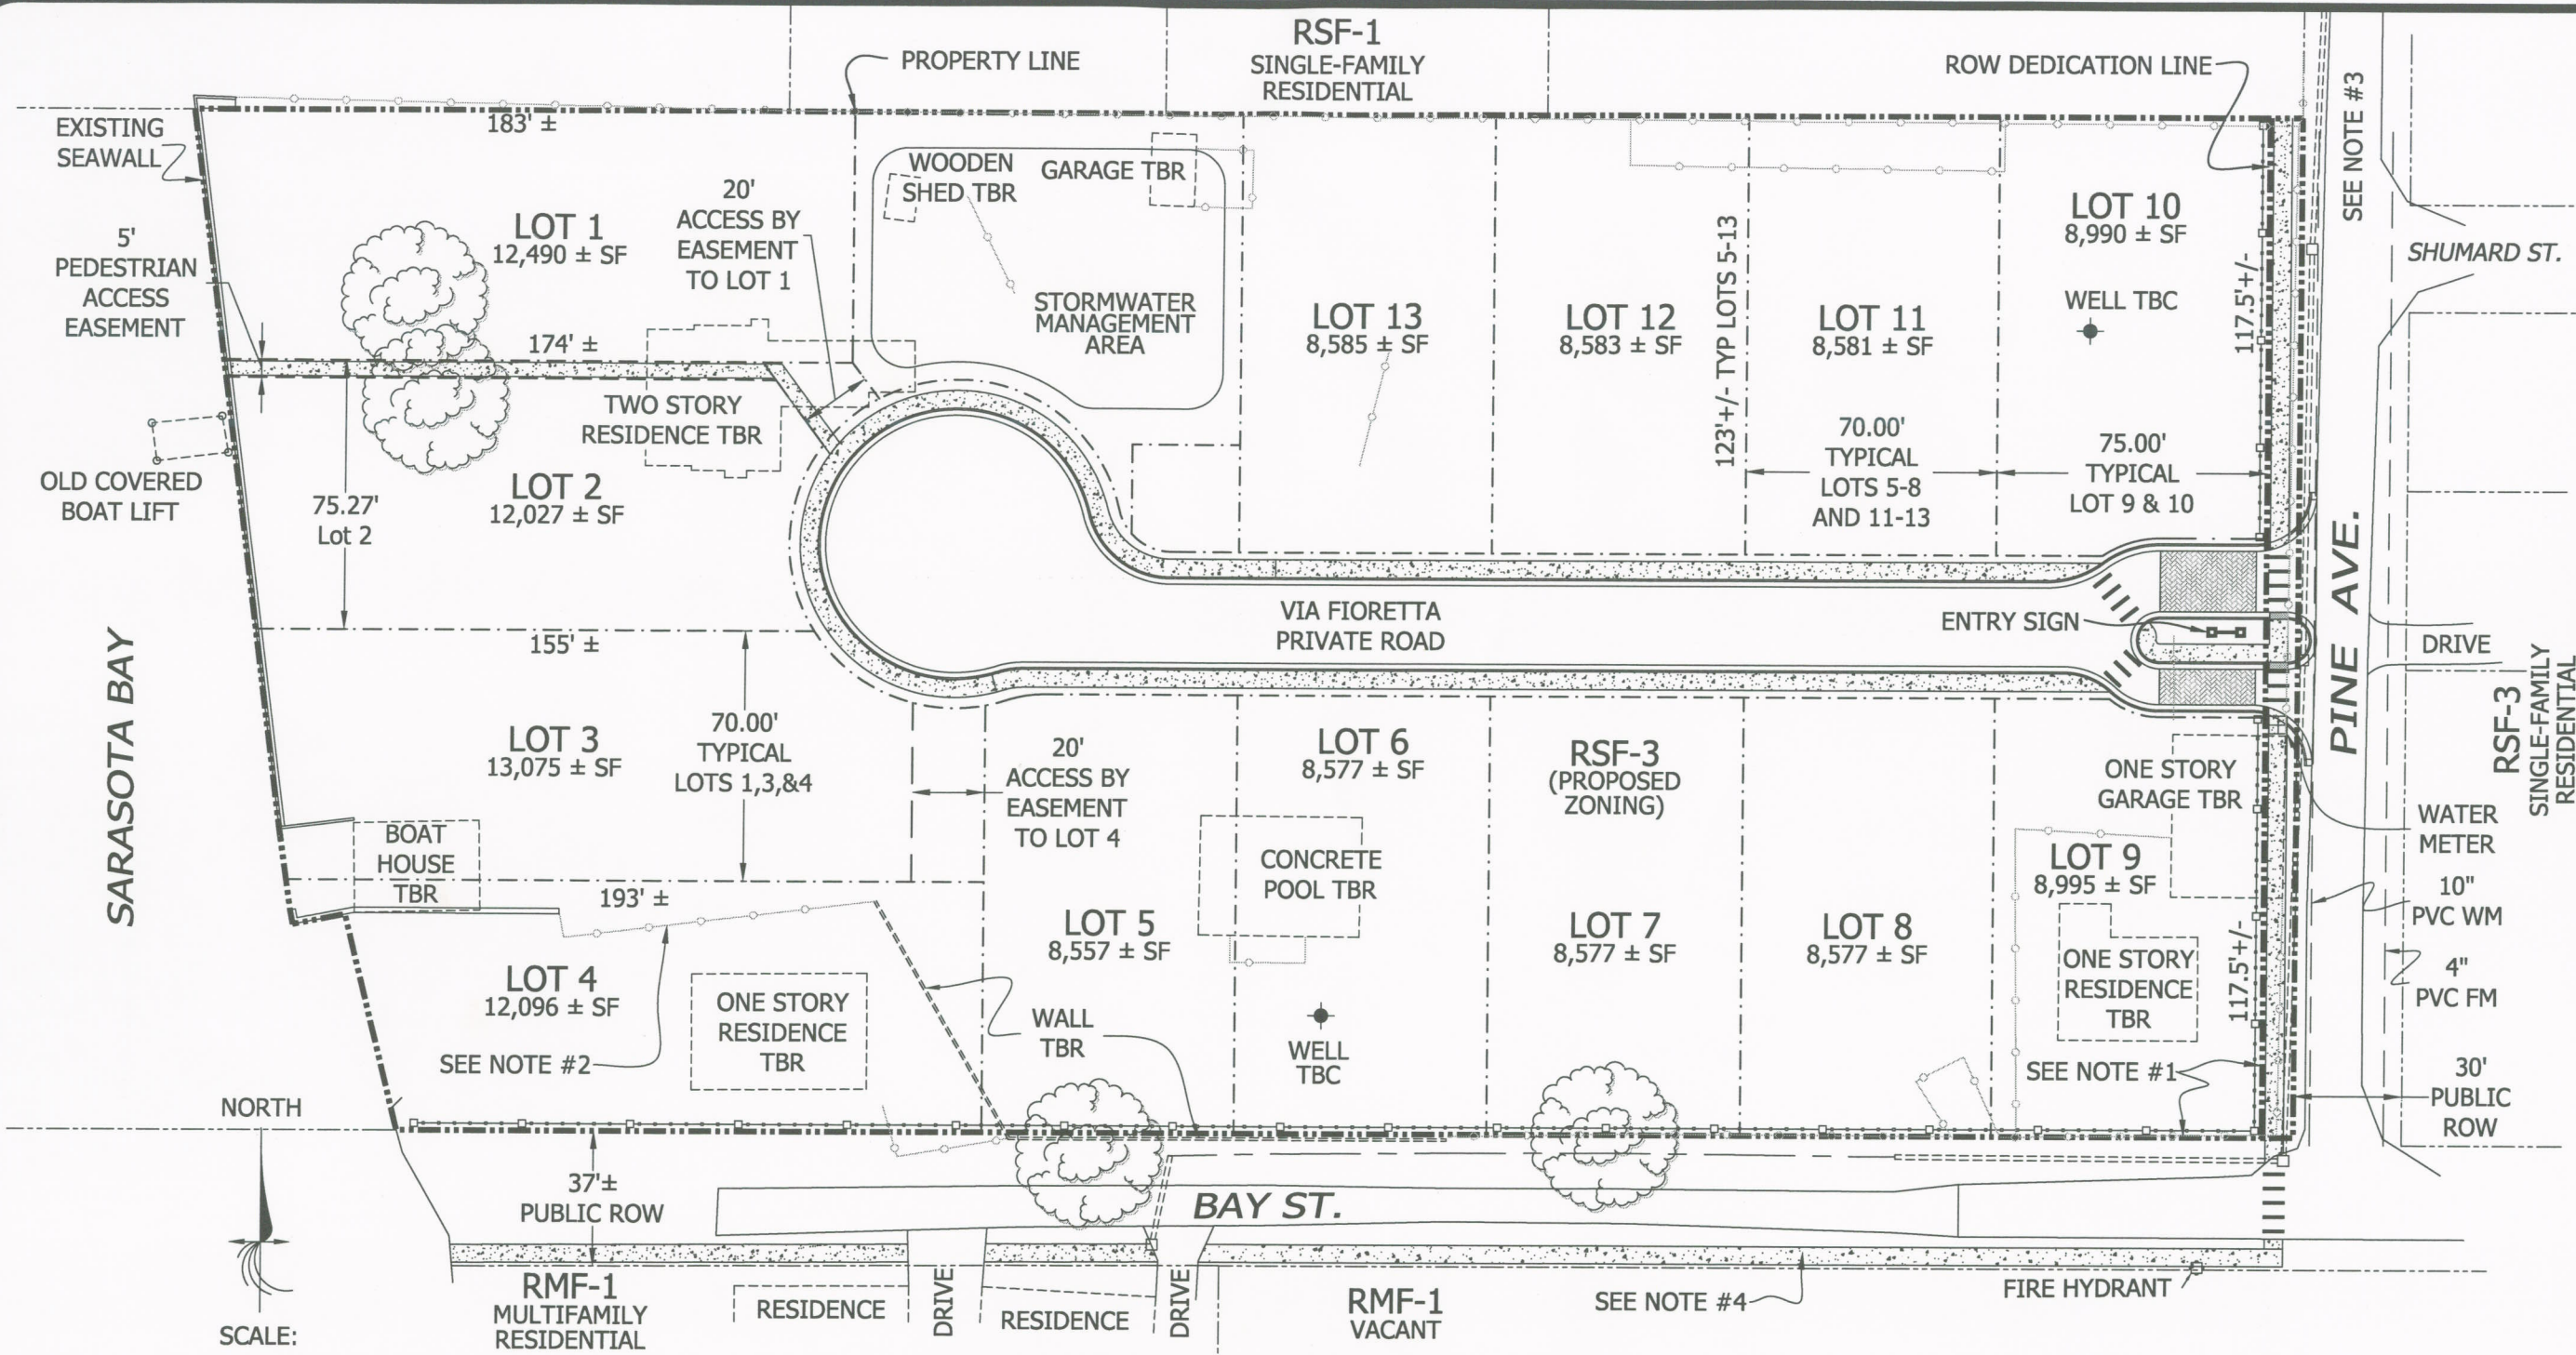 RSF-1
SINGLE-FAMILY
RESIDENTIAL
PROPERTY LINE
ROW DEDICATION LINE
SEE NOTE #3
EXISTING
SEAWALL
183' ±
WOODEN
SHED TBR
GARAGE TBR
20'
ACCESS BY
EASEMENT
TO LOT 1
LOT 1
12,490 ± SF
5'
PEDESTRIAN
ACCESS
EASEMENT
STORMWATER
MANAGEMENT
AREA
LOT 13
8,585 ± SF
LOT 12
8,583 ± SF
123'+/- TYP LOTS 5-13
LOT 11
8,581 ± SF
LOT 10
8,990 ± SF
WELL TBC
117.5'+/-
SHUMARD ST.
174' ±
TWO STORY
RESIDENCE TBR
70.00'
TYPICAL
LOTS 5-8
AND 11-13
75.00'
TYPICAL
LOT 9 & 10
OLD COVERED
BOAT LIFT
75.27'
Lot 2
LOT 2
12,027 ± SF
PINE AVE.
VIA FIORETTA
PRIVATE ROAD
ENTRY SIGN
DRIVE
155' ±
SARASOTA BAY
LOT 3
13,075 ± SF
70.00'
TYPICAL
LOTS 1,3,&4
20'
ACCESS BY
EASEMENT
TO LOT 4
LOT 6
8,577 ± SF
RSF-3
(PROPOSED
ZONING)
ONE STORY
GARAGE TBR
RSF-3
SINGLE-FAMILY
RESIDENTIAL
WATER
METER
BOAT
HOUSE
TBR
193' ±
CONCRETE
POOL TBR
LOT 9
8,995 ± SF
10"
PVC WM
LOT 5
8,557 ± SF
LOT 7
8,577 ± SF
LOT 8
8,577 ± SF
LOT 4
12,096 ± SF
ONE STORY
RESIDENCE
TBR
ONE STORY
RESIDENCE
TBR
117.5'+/-
4"
PVC FM
WALL
TBR
SEE NOTE #2
WELL
TBC
SEE NOTE #1
30'
PUBLIC
ROW
NORTH
37'±
PUBLIC ROW
BAY ST.
RMF-1
MULTIFAMILY
RESIDENTIAL
RESIDENCE
DRIVE
RESIDENCE
DRIVE
RMF-1
VACANT
SEE NOTE #4
FIRE HYDRANT
SCALE: